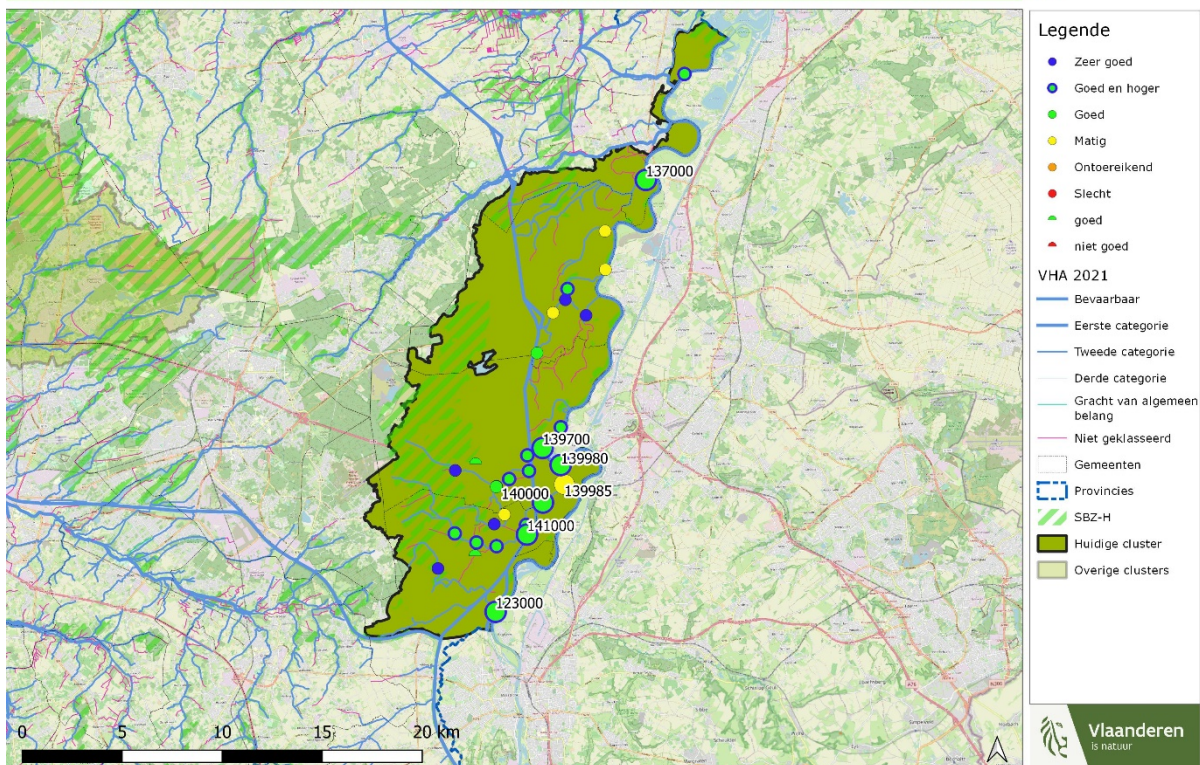 137000
139700
139980
139985
140000
141000
123000
0 5 10 15 20 km
Legende
Zeer goed
Goed en hoger
Goed
Matig
Ontoereikend
Slecht
goed
niet goed
VHA 2021
Bevaarbaar
Eerste categorie
Tweede categorie
Derde categorie
Gracht van algemeen
belang
Niet geklasseerd
Gemeenten
Provincies
SBZ-H
Huidige cluster
Overige clusters
Vlaanderen
is natuur